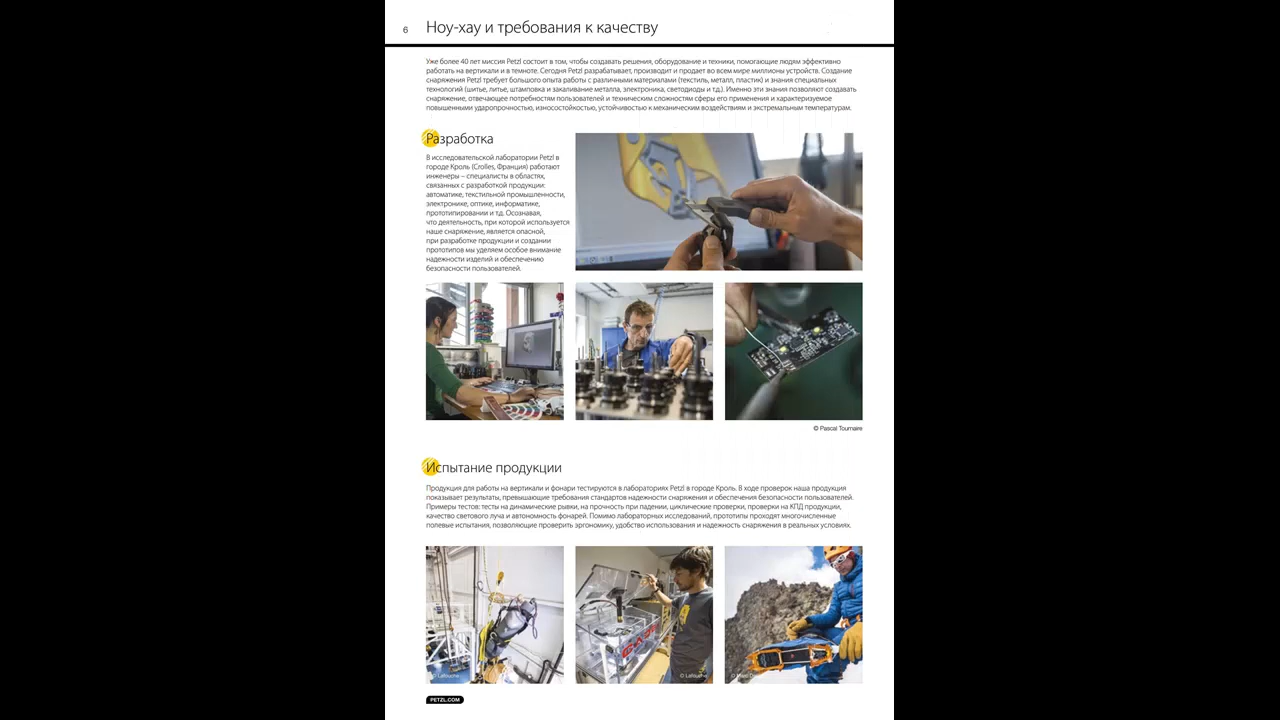 6
Ноу-хау и требования к качеству
Уже более 40 лет миссия Petzl состоит в том, чтобы создавать решения, оборудование и техники, помогающие людям эффективно
работать на вертикали и в темноте. Сегодня Petzl разрабатывает, производит и продает во всем мире миллионы устройств. Создание
снаряжения Petzl требует большого опыта работы с различными материалами (текстиль, металл, пластик) и знания специальных
технологий (шитье, литье, штамповка и закаливание металла, электроника, светодиоды и т.д.). Именно эти знания позволяют создавать
снаряжение, отвечающее потребностям пользователей и техническим сложностям сферы его применения и характеризуемое
повышенными ударопрочностью, износостойкостью, устойчивостью к механическим воздействиям и экстремальным температурам.
Разработка
В исследовательской лаборатории Petzl в
городе Кроль (Crolles, Франция) работают
инженеры – специалисты в областях,
связанных с разработкой продукции:
автоматике, текстильной промышленности,
электронике, оптике, информатике,
прототипировании и т.д. Осознавая,
что деятельность, при которой используется
наше снаряжение, является опасной,
при разработке продукции и создании
прототипов мы уделяем особое внимание
надежности изделий и обеспечению
безопасности пользователей.
© Pascal Tournaire
Испытание продукции
Продукция для работы на вертикали и фонари тестируются в лабораториях Petzl в городе Кроль. В ходе проверок наша продукция
показывает результаты, превышающие требования стандартов надежности снаряжения и обеспечения безопасности пользователей.
Примеры тестов: тесты на динамические рывки, на прочность при падении, циклические проверки, проверки на КПД продукции,
качество светового луча и автономность фонарей. Помимо лабораторных исследований, прототипы проходят многочисленные
полевые испытания, позволяющие проверить эргономику, удобство использования и надежность снаряжения в реальных условиях.
© Lafouche
© Lafouche
PETZL.COM